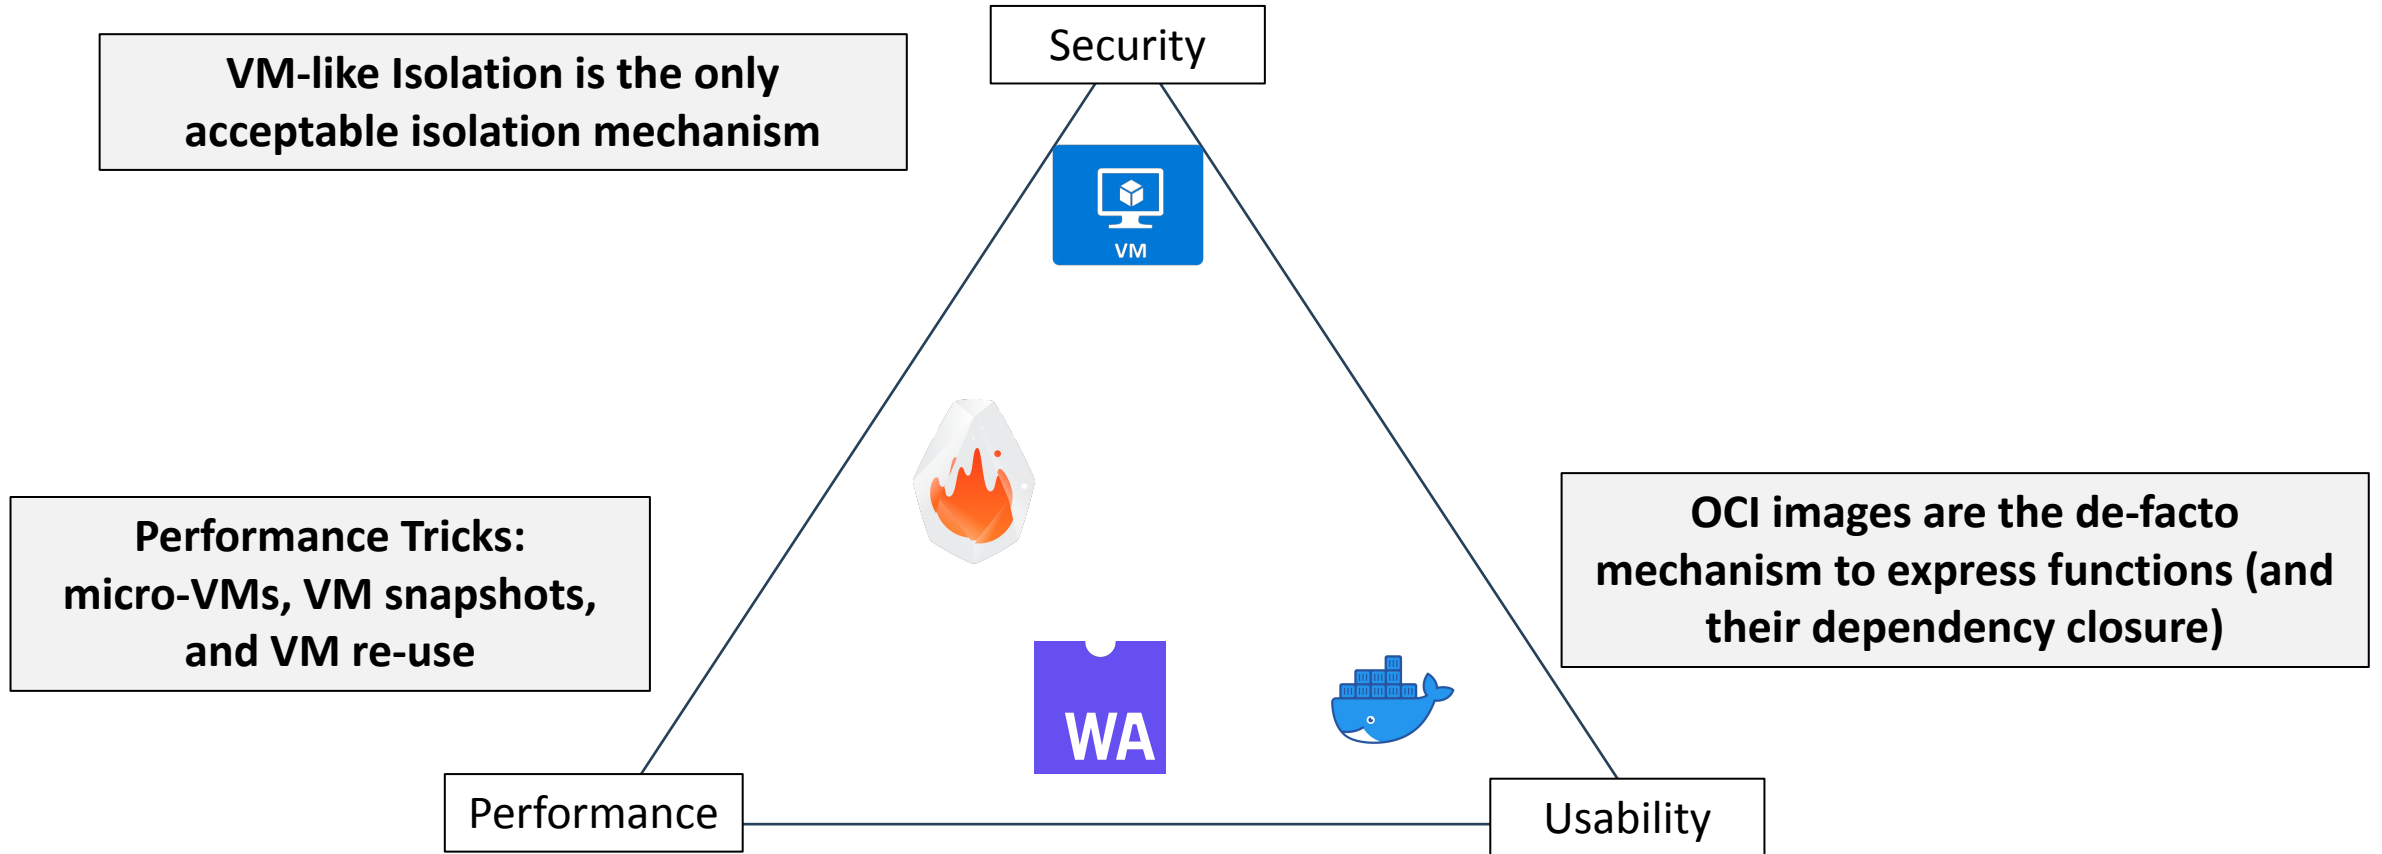 Security
VM-like Isolation is the only
acceptable isolation mechanism
VM
Performance Tricks:
micro-VMs, VM snapshots,
and VM re-use
OCI images are the de-facto
mechanism to express functions (and
their dependency closure)
WA
Performance
Usability